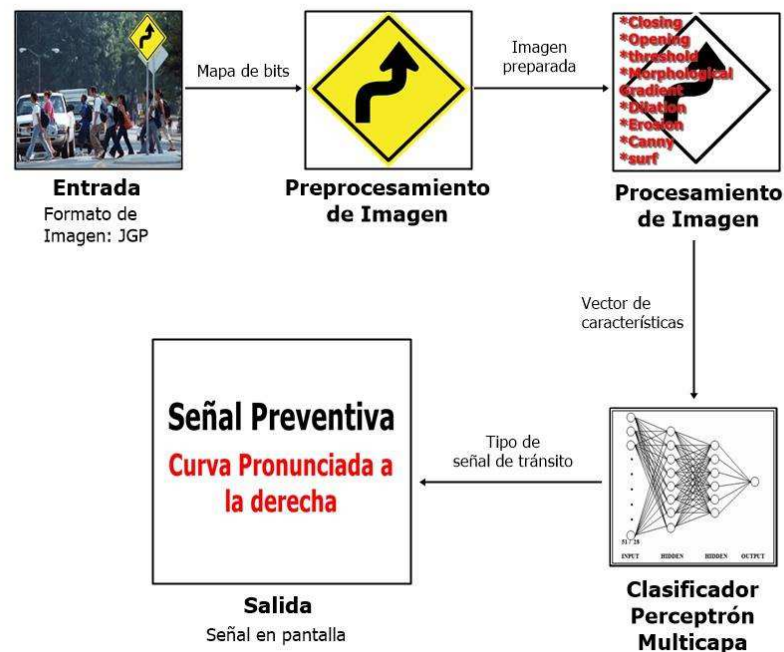 Mapa de bits
Imagen
preparada
*Closing
*Opening
*threshold
*Morphological
Gradient
*Dilation
*Erosion
*Canny
*surf
Entrada
Formato de
Imagen: JGP
Preprocesamiento
de Imagen
Procesamiento
de Imagen
Vector de
características
Señal Preventiva
Curva Pronunciada a
la derecha
Tipo de
señal de tránsito
INPUT HIDDEN HIDDEN OUTPUT
Clasificador
Perceptrón
Multicapa
Salida
Señal en pantalla